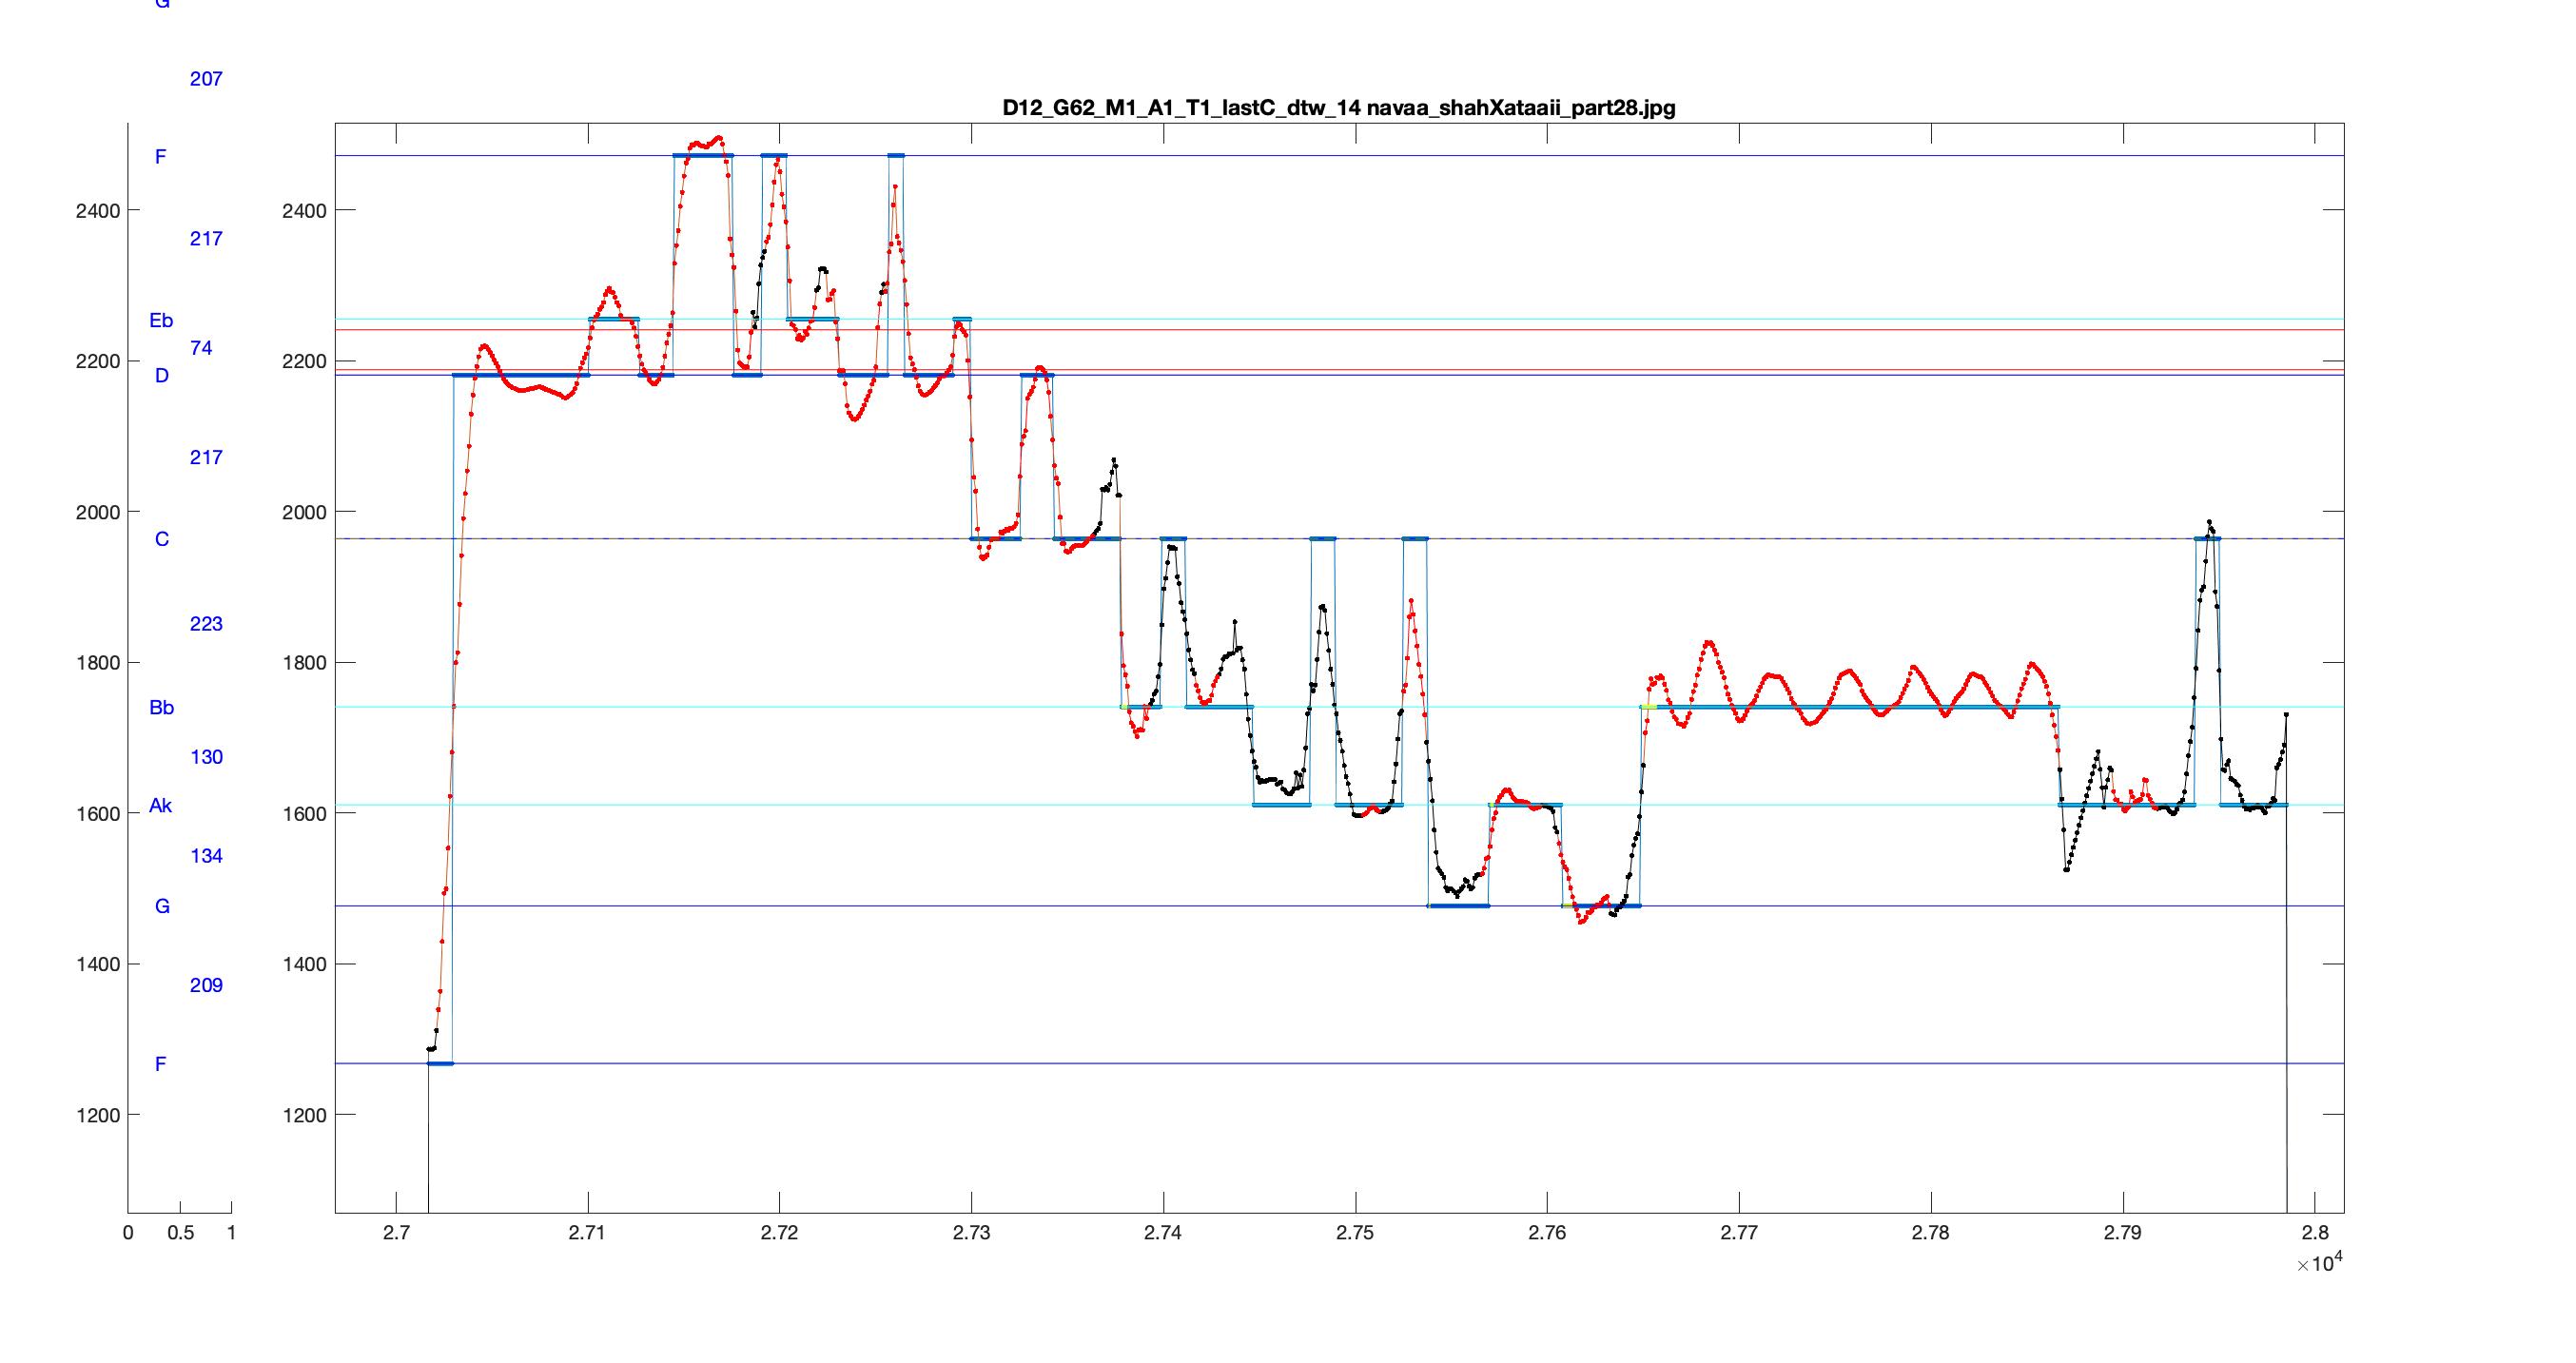 G
207
D12_G62_M1_A1_T1_lastC_dtw_14 navaa_shahXataaii_part28.jpg
F
2400 217 2400
Eb
74
2200 2200
D
217
2000 2000
C
223
1800 1800
Bb
130
1600 Ak 1600
134
G
1400 209 1400
F
1200 1200
0 0.5 1 2.7 2.71 2.72 2.73 2.74 2.75 2.76 2.77 2.78 2.79 2.8
×10⁴